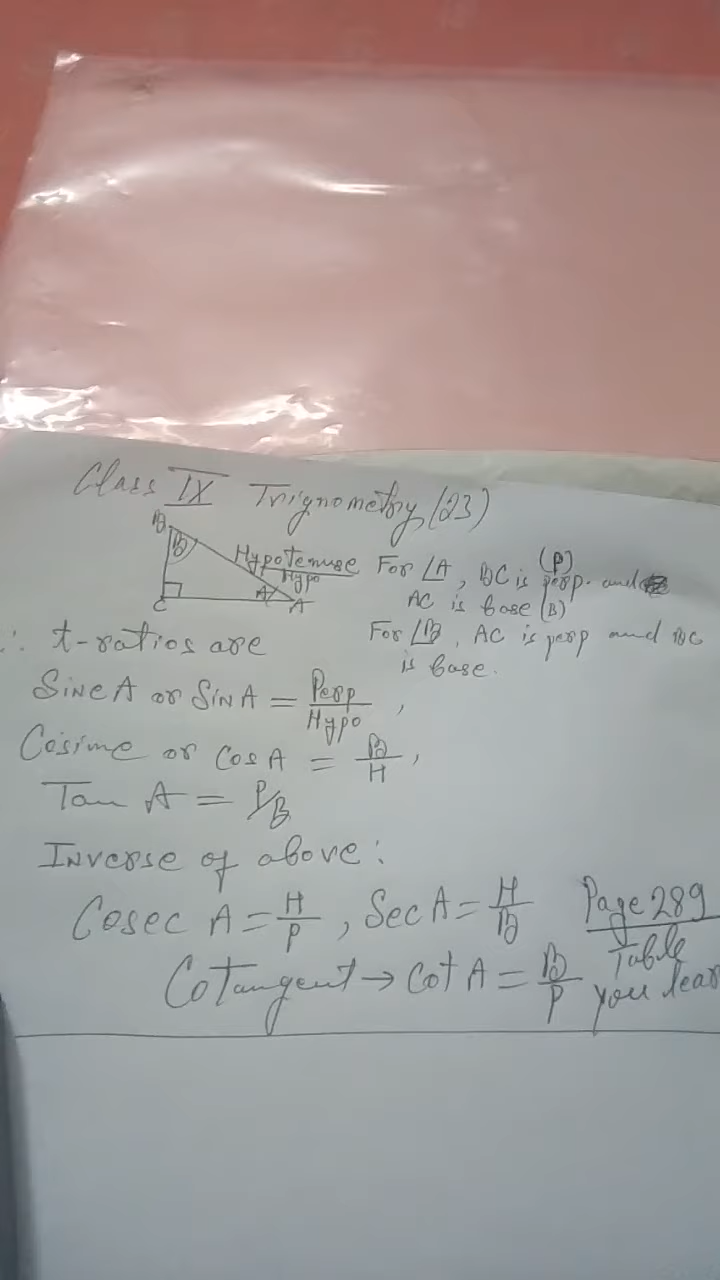 Class IX Trignometry (23)
B
B
Hypotenuse
Hypo
A
C
A
For ∠A, BC is perp. (P) and
AC is base (B)
For ∠B, AC is perp and BC
is base.
∴ t-ratios are
Sine A or Sin A = Perp/Hypo ,
Cosine or Cos A = B/H ,
Tan A = P/B
Inverse of above:
Cosec A = H/P , Sec A = H/B
Page 289
Table
Cotangent → Cot A = B/P
you lear